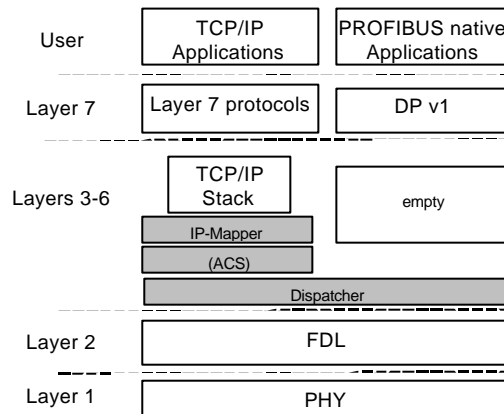 User
TCP/IP
Applications
PROFIBUS native
Applications
Layer 7
Layer 7 protocols
DP v1
Layers 3-6
TCP/IP
Stack
empty
IP-Mapper
(ACS)
Dispatcher
Layer 2
FDL
Layer 1
PHY